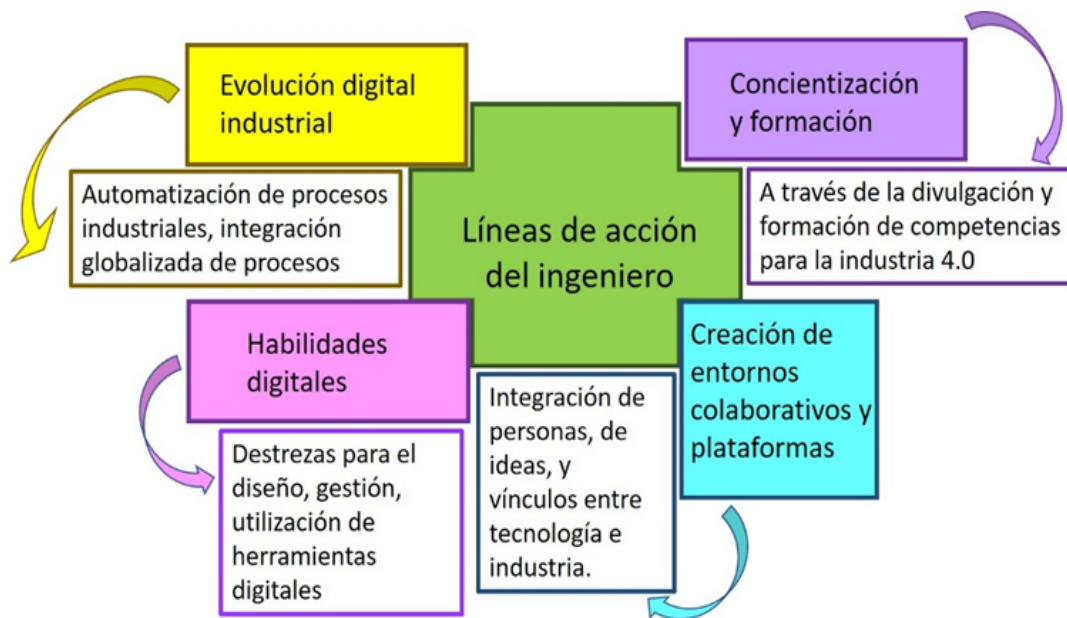 Evolución digital
industrial
Automatización de procesos
industriales, integración
globalizada de procesos
Concientización
y formación
A través de la divulgación y
formación de competencias
para la industria 4.0
Líneas de acción
del ingeniero
Habilidades
digitales
Destrezas para el
diseño, gestión,
utilización de
herramientas
digitales
Creación de
entornos
colaborativos y
plataformas
Integración de
personas, de
ideas, y
vínculos entre
tecnología e
industria.